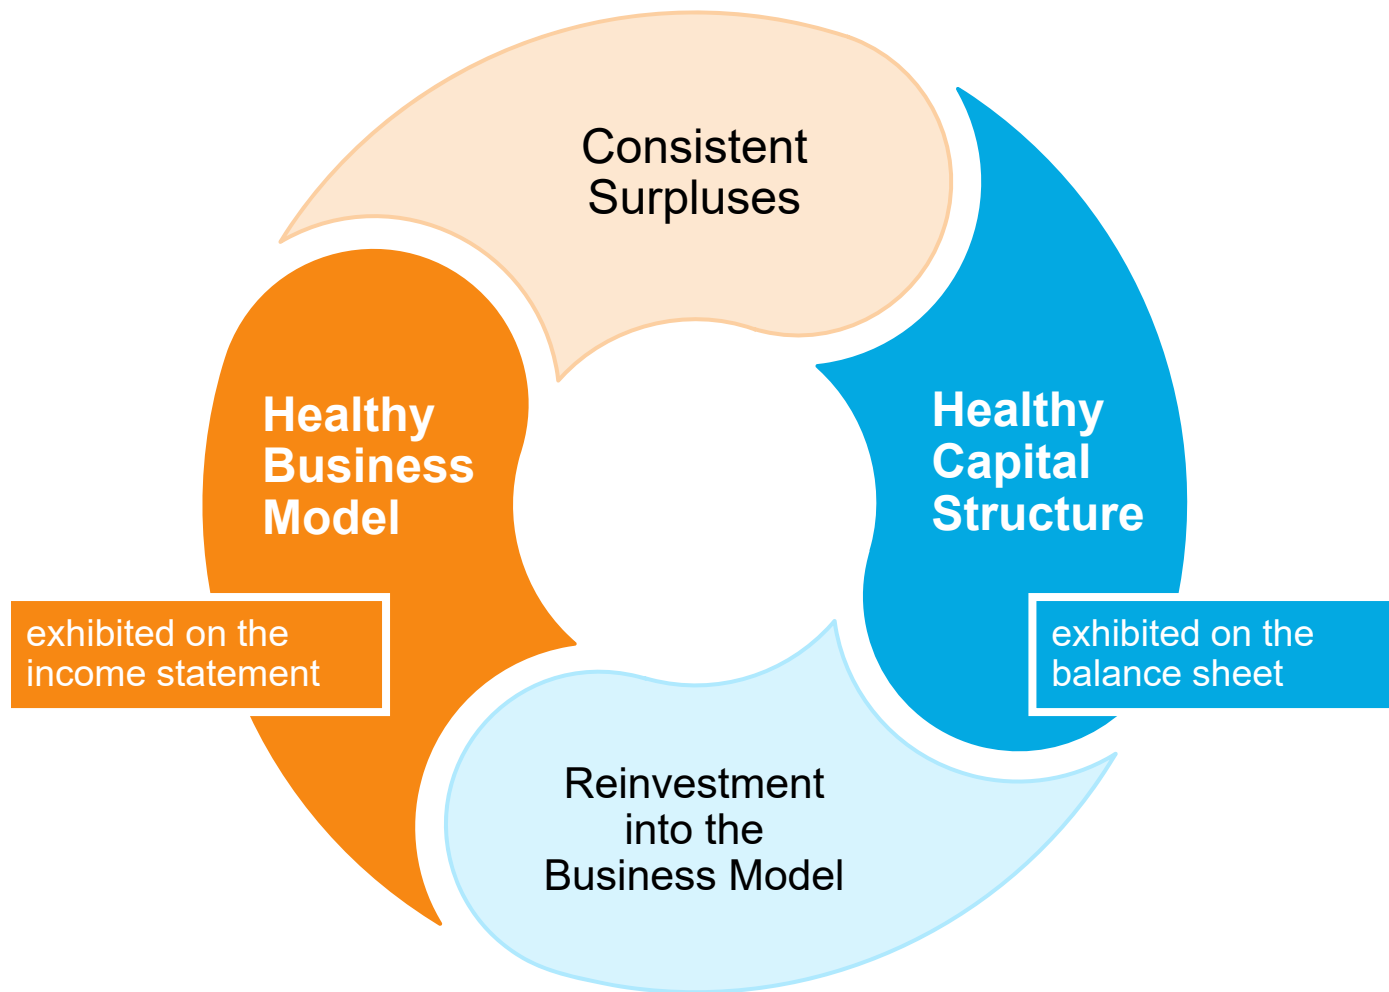 Consistent
Surpluses
Healthy
Business
Model
exhibited on the
income statement
Healthy
Capital
Structure
exhibited on the
balance sheet
Reinvestment
into the
Business Model